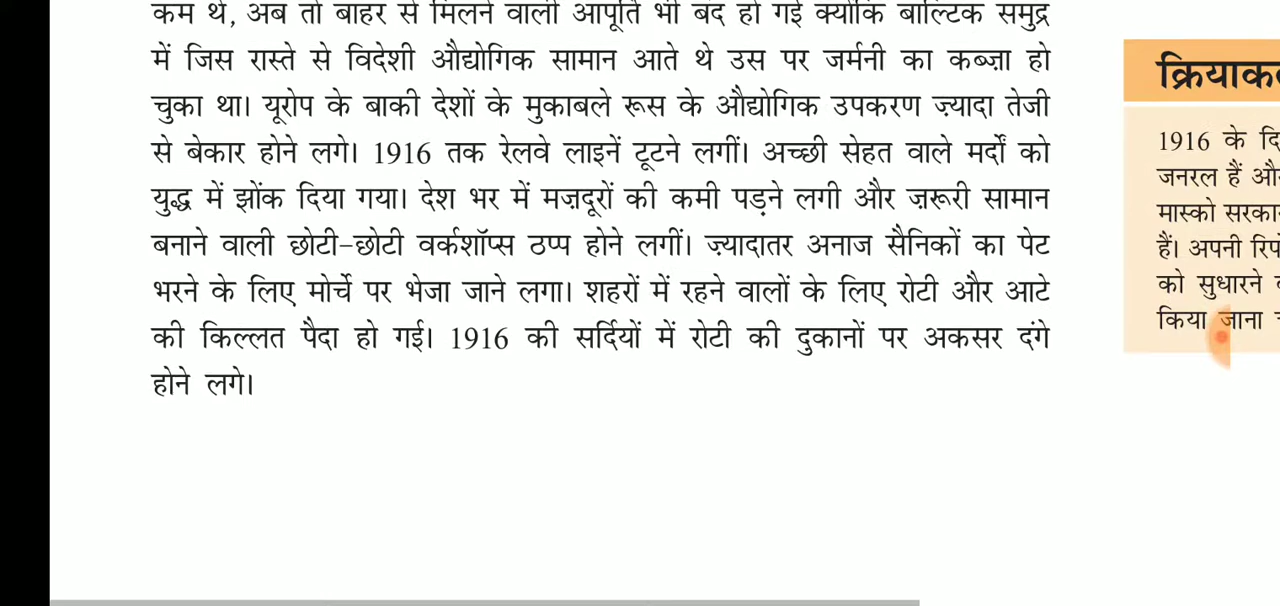 कम थे, अब तो बाहर से मिलने वाली आपूर्ति भी बंद हो गई क्योंकि बाल्टिक समुद्र
में जिस रास्ते से विदेशी औद्योगिक सामान आते थे उस पर जर्मनी का कब्ज़ा हो
चुका था। यूरोप के बाकी देशों के मुकाबले रूस के औद्योगिक उपकरण ज़्यादा तेजी
से बेकार होने लगे। 1916 तक रेलवे लाइनें टूटने लगीं। अच्छी सेहत वाले मर्दों को
युद्ध में झोंक दिया गया। देश भर में मज़दूरों की कमी पड़ने लगी और ज़रूरी सामान
बनाने वाली छोटी-छोटी वर्कशॉप्स ठप्प होने लगीं। ज़्यादातर अनाज सैनिकों का पेट
भरने के लिए मोर्चे पर भेजा जाने लगा। शहरों में रहने वालों के लिए रोटी और आटे
की किल्लत पैदा हो गई। 1916 की सर्दियों में रोटी की दुकानों पर अकसर दंगे
होने लगे।
1916 के
जनरल हैं
मास्को
हैं। अपनी
को सुधारने
किया जाना